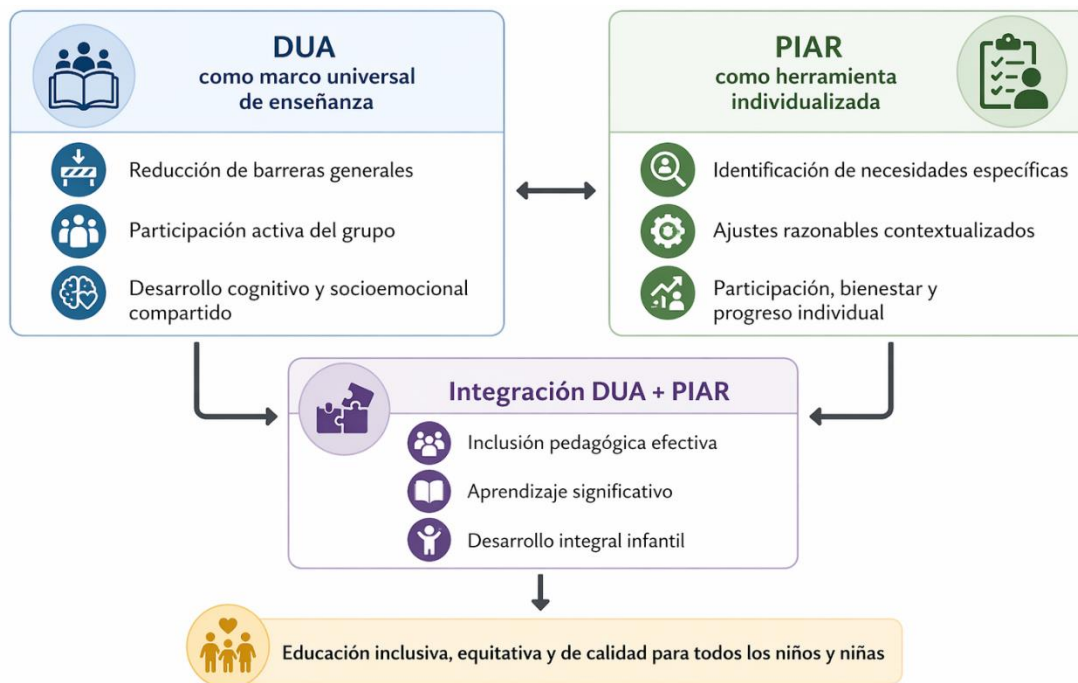 DUA
como marco universal
de enseñanza
Reducción de barreras generales
Participación activa del grupo
Desarrollo cognitivo y socioemocional
compartido
PIAR
como herramienta
individualizada
Identificación de necesidades específicas
Ajustes razonables contextualizados
Participación, bienestar y
progreso individual
Integración DUA + PIAR
Inclusión pedagógica efectiva
Aprendizaje significativo
Desarrollo integral infantil
Educación inclusiva, equitativa y de calidad para todos los niños y niñas